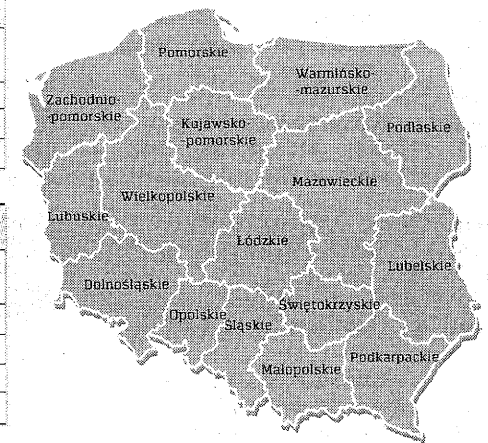 Pomorskie
Warmińsko-
-mazurskie
Zachodnio-
-pomorskie
Kujawsko-
pomorskie
Podlaskie
Wielkopolskie
Mazowieckie
Lubuskie
Łódzkie
Lubelskie
Dolnośląskie
Opolskie
Śląskie
Świętokrzyskie
Małopolskie
Podkarpackie